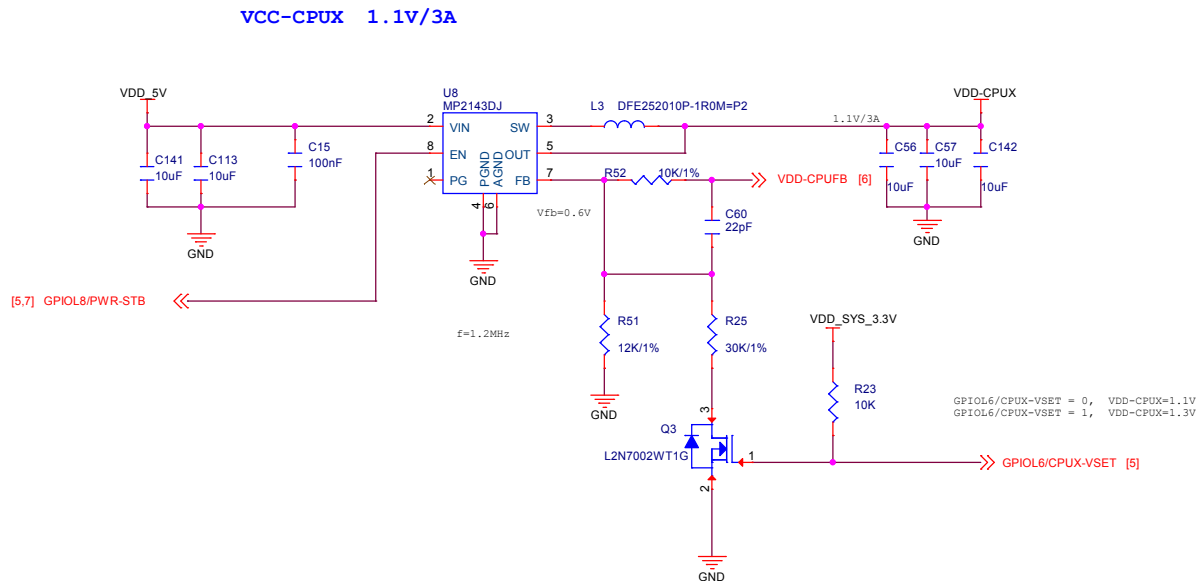 VCC-CPUX 1.1V/3A
VDD_5V
U8
MP2143DJ
L3 DFE252010P-1R0M=P2
VDD-CPUX
2 VIN SW 3
1.1V/3A
8 EN OUT 5
1 PG PGND AGND FB 7
4 6
C141
10uF
C113
10uF
C15
100nF
C56
10uF
C57
10uF
C142
10uF
R52 10K/1%
VDD-CPUFB [6]
Vfb=0.6V
C60
22pF
GND
GND
GND
[5,7] GPIOL8/PWR-STB
f=1.2MHz
R51
12K/1%
R25
30K/1%
VDD_SYS_3.3V
R23
10K
GND
GPIOL6/CPUX-VSET = 0, VDD-CPUX=1.1V
GPIOL6/CPUX-VSET = 1, VDD-CPUX=1.3V
Q3
L2N7002WT1G
3
1
2
GPIOL6/CPUX-VSET [5]
GND